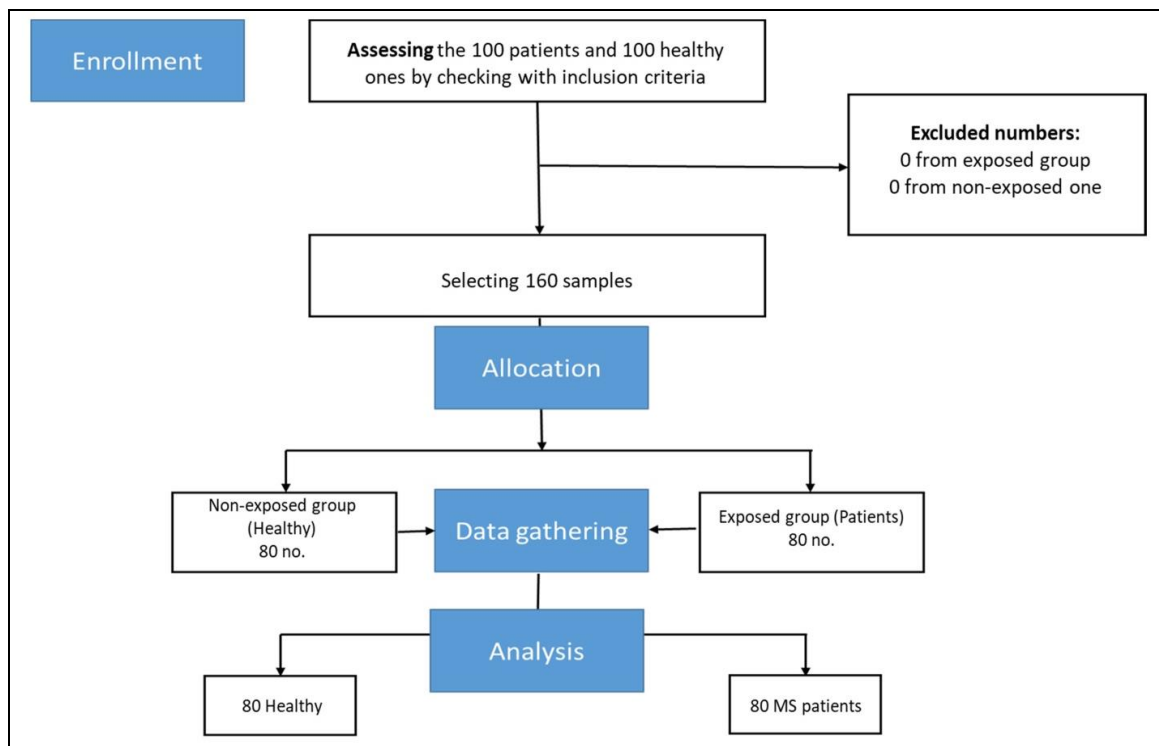 Enrollment
Assessing the 100 patients and 100 healthy
ones by checking with inclusion criteria
Excluded numbers:
0 from exposed group
0 from non-exposed one
Selecting 160 samples
Allocation
Non-exposed group
(Healthy)
80 no.
Data gathering
Exposed group (Patients)
80 no.
Analysis
80 Healthy
80 MS patients